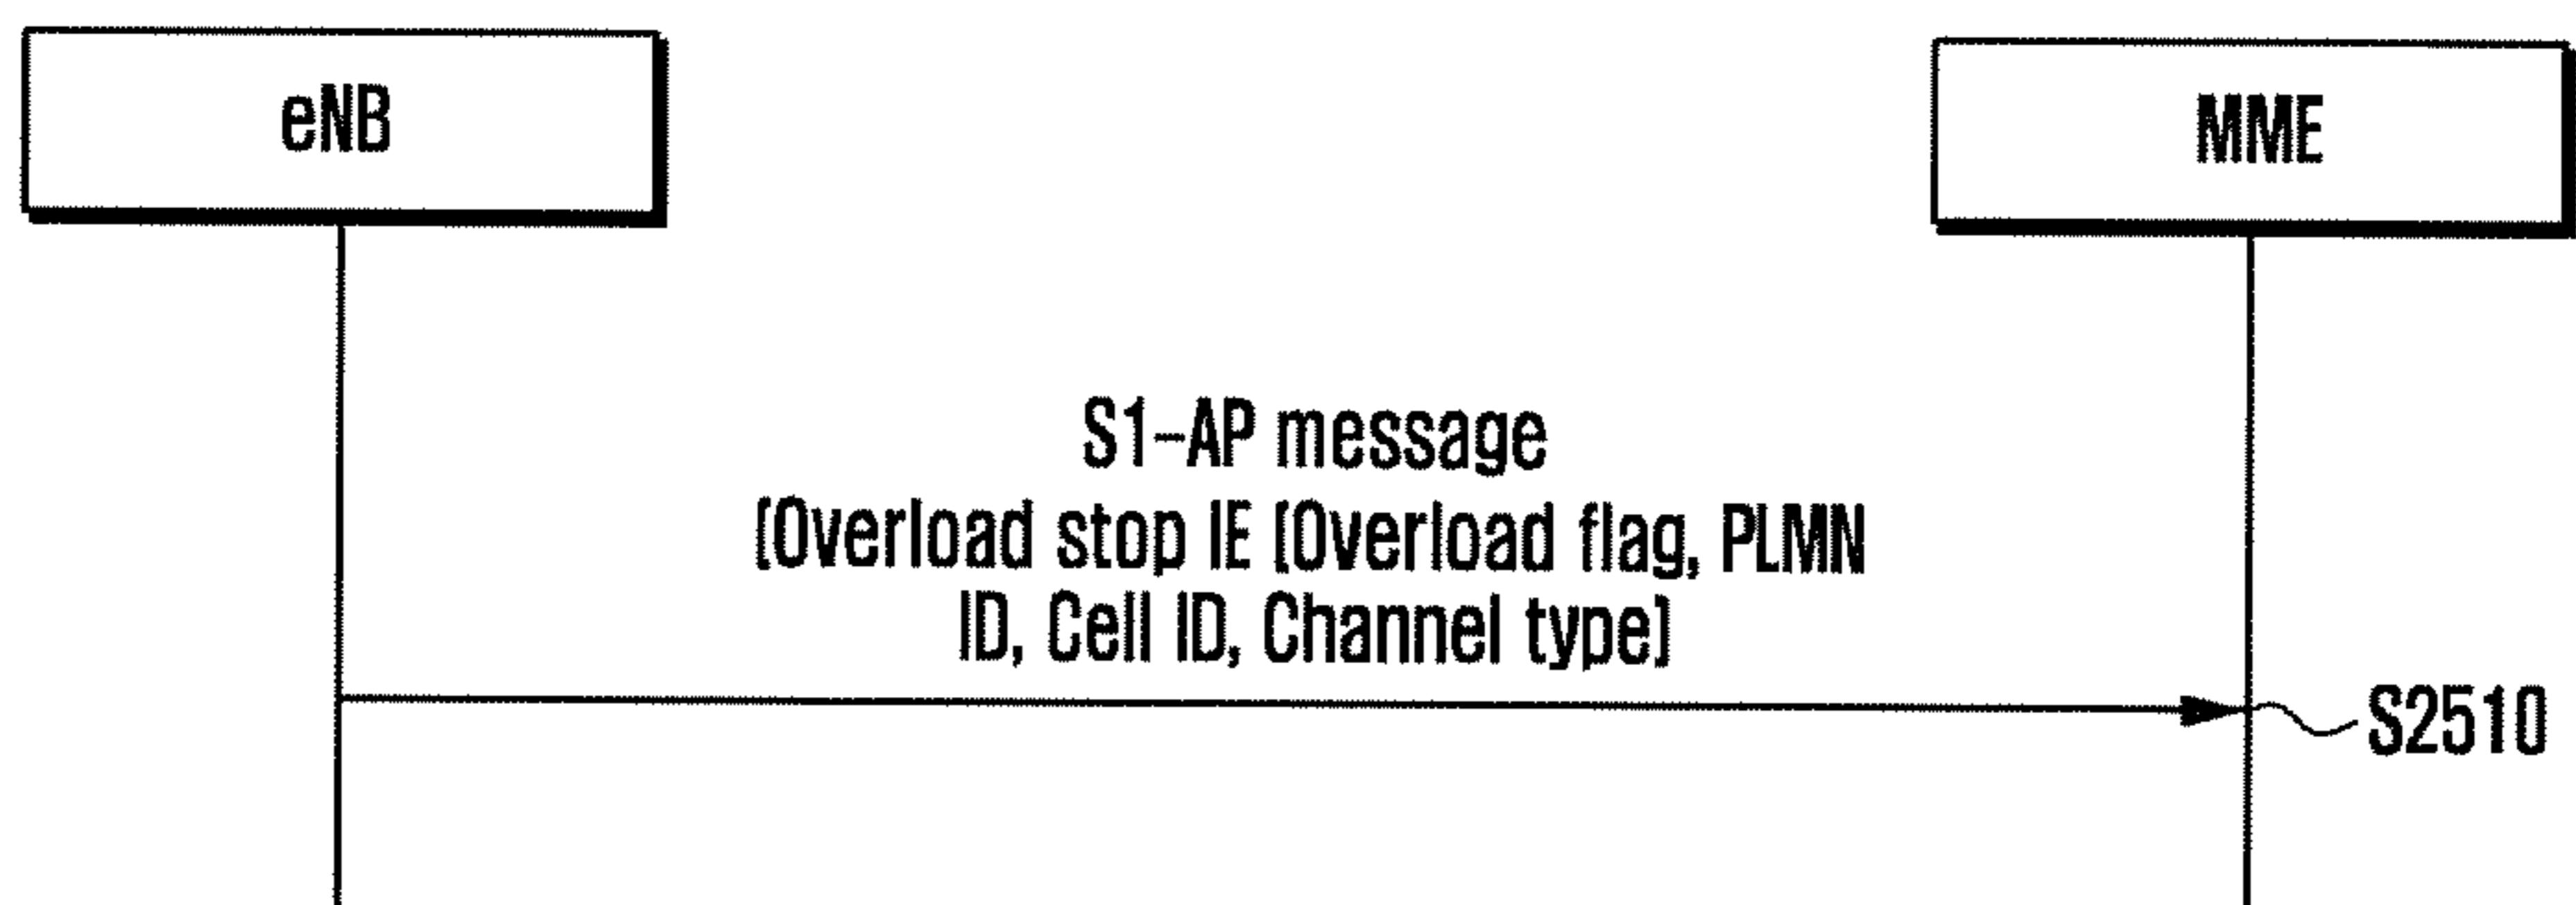 eNB
MME
S1-AP message
[Overload stop IE [Overload flag, PLMN
ID, Cell ID, Channel type]
S2510